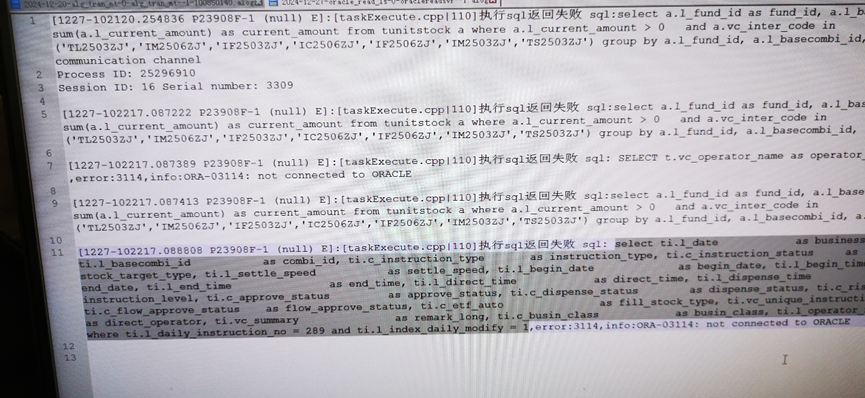 1 [1227-102120.254836 P23908F-1 (null) E]:[taskExecute.cpp|110]执行sql返回失败 sql:select a.l_fund_id as fund_id, a.l_b
sum(a.l_current_amount) as current_amount from tunitstock a where a.l_current_amount > 0 and a.vc_inter_code in
('TL2503ZJ','IM2506ZJ','IF2503ZJ','IC2506ZJ','IF2506ZJ','IM2503ZJ','TS2503ZJ') group by a.l_fund_id, a.l_basecombi_id,
communication channel
2 Process ID: 25296910
3 Session ID: 16 Serial number: 3309
4
5 [1227-102217.087222 P23908F-1 (null) E]:[taskExecute.cpp|110]执行sql返回失败 sql:select a.l_fund_id as fund_id, a.l_bas
sum(a.l_current_amount) as current_amount from tunitstock a where a.l_current_amount > 0 and a.vc_inter_code in
('TL2503ZJ','IM2506ZJ','IF2503ZJ','IC2506ZJ','IF2506ZJ','IM2503ZJ','TS2503ZJ') group by a.l_fund_id, a.l_basecombi_id,
6
7 [1227-102217.087389 P23908F-1 (null) E]:[taskExecute.cpp|110]执行sql返回失败 sql: SELECT t.vc_operator_name as operator_
,error:3114,info:ORA-03114: not connected to ORACLE
8
9 [1227-102217.087413 P23908F-1 (null) E]:[taskExecute.cpp|110]执行sql返回失败 sql:select a.l_fund_id as fund_id, a.l_base
sum(a.l_current_amount) as current_amount from tunitstock a where a.l_current_amount > 0 and a.vc_inter_code in
('TL2503ZJ','IM2506ZJ','IF2503ZJ','IC2506ZJ','IF2506ZJ','IM2503ZJ','TS2503ZJ') group by a.l_fund_id, a.l_basecombi_id,
10
11 [1227-102217.088808 P23908F-1 (null) E]:[taskExecute.cpp|110]执行sql返回失败 sql: select ti.l_date as business
ti.l_basecombi_id as combi_id, ti.c_instruction_type as instruction_type, ti.c_instruction_status as
stock_target_type, ti.l_settle_speed as settle_speed, ti.l_begin_date as begin_date, ti.l_begin_time
end_date, ti.l_end_time as end_time, ti.l_direct_time as direct_time, ti.l_dispense_time
instruction_level, ti.c_approve_status as approve_status, ti.c_dispense_status as dispense_status, ti.c_ris
ti.c_flow_approve_status as flow_approve_status, ti.c_etf_auto as fill_stock_type, ti.vc_unique_instructi
as direct_operator, ti.vc_summary as remark_long, ti.c_busin_class as busin_class, ti.l_operator_
where ti.l_daily_instruction_no = 289 and ti.l_index_daily_modify = 1,error:3114,info:ORA-03114: not connected to ORACLE
12
13